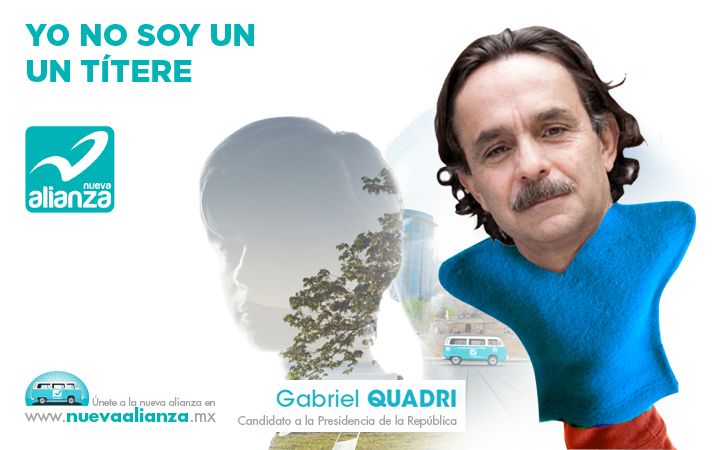 YO NO SOY UN
UN TÍTERE
nueva
alianza
Únete a la nueva alianza en
www.nuevaalianza.mx
Gabriel QUADRI
Candidato a la Presidencia de la República